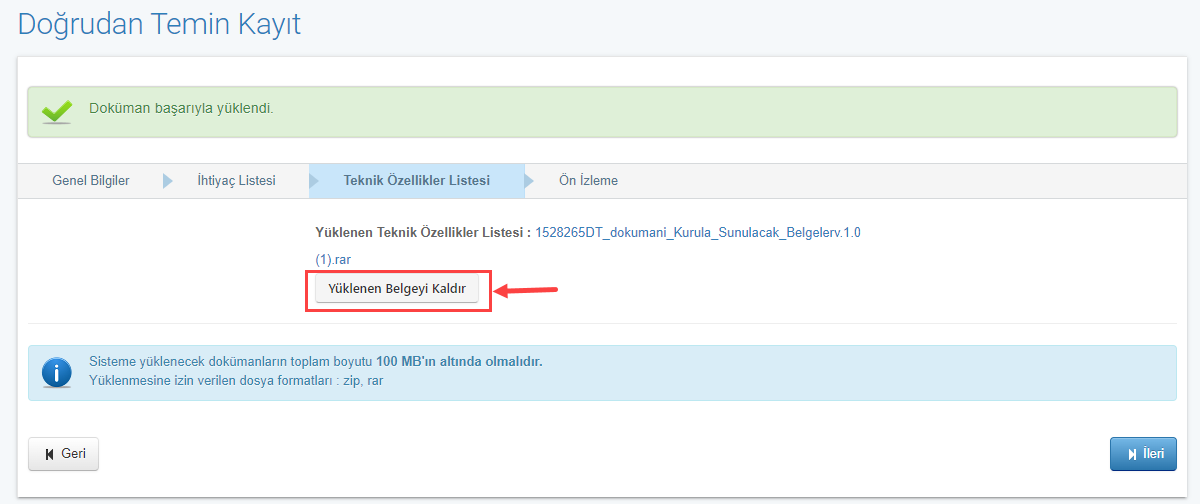 Doğrudan Temin Kayıt
Doküman başarıyla yüklendi.
Genel Bilgiler İhtiyaç Listesi Teknik Özellikler Listesi Ön İzleme
Yüklenen Teknik Özellikler Listesi : 1528265DT_dokumani_Kurula_Sunulacak_Belgelerv.1.0
(1).rar
Yüklenen Belgeyi Kaldır
Sisteme yüklenecek dokümanların toplam boyutu 100 MB'ın altında olmalıdır.
Yüklenmesine izin verilen dosya formatları : zip, rar
Geri İleri